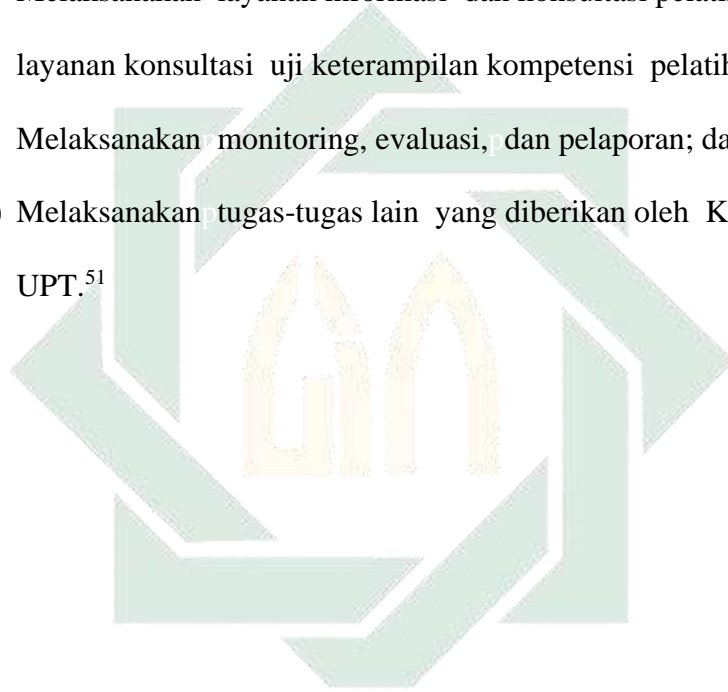 Melaksanakan layanan informasi dan konsultasi
layanan konsultasi uji keterampilan kompetensi
Melaksanakan monitoring, evaluasi, dan pelaporan;
) Melaksanakan tugas-tugas lain yang diberikan oleh
UPT.51